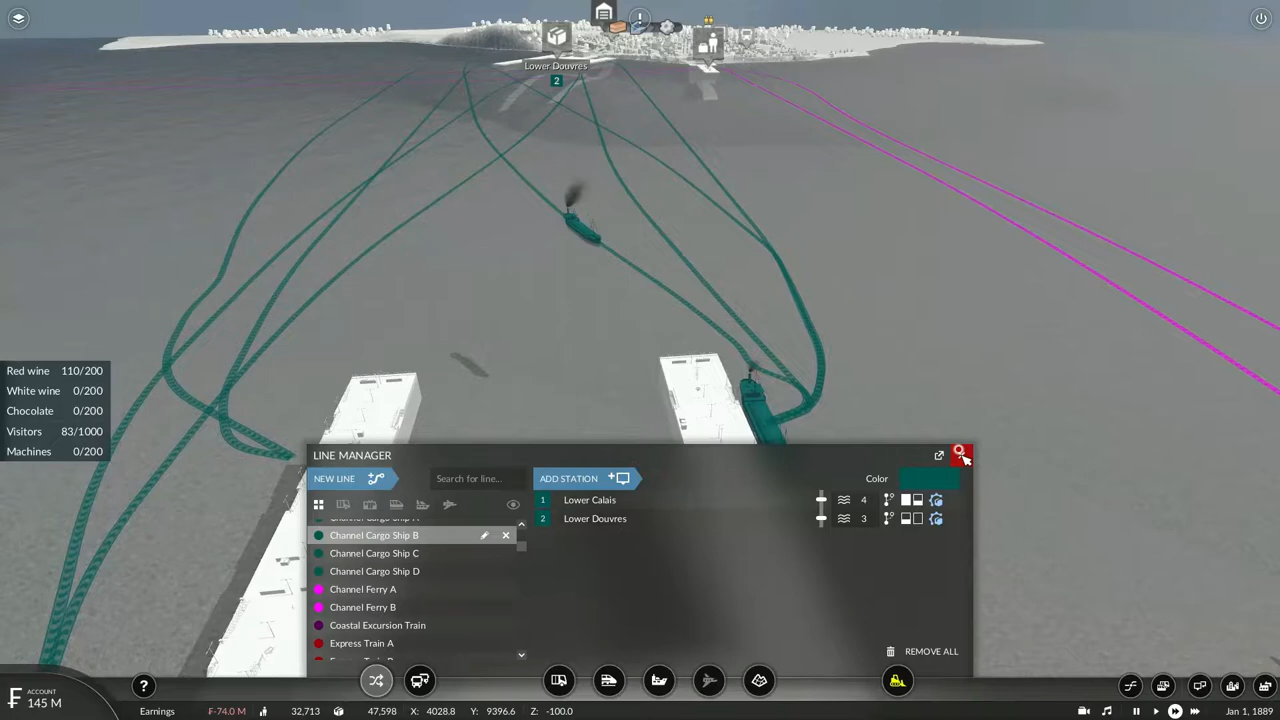 Lower Douvres
2
Red wine 110/200
White wine 0/200
Chocolate 0/200
Visitors 83/1000
Machines 0/200
LINE MANAGER
NEW LINE
Search for line...
ADD STATION
Color
1 Lower Calais 4
2 Lower Douvres 3
Channel Cargo Ship B
Channel Cargo Ship C
Channel Cargo Ship D
Channel Ferry A
Channel Ferry B
Coastal Excursion Train
Express Train A
REMOVE ALL
ACCOUNT
145 M
?
Earnings ₣-74.0 M 32,713 47,598 X: 4028.8 Y: 9396.6 Z: -100.0 Jan 1, 1889